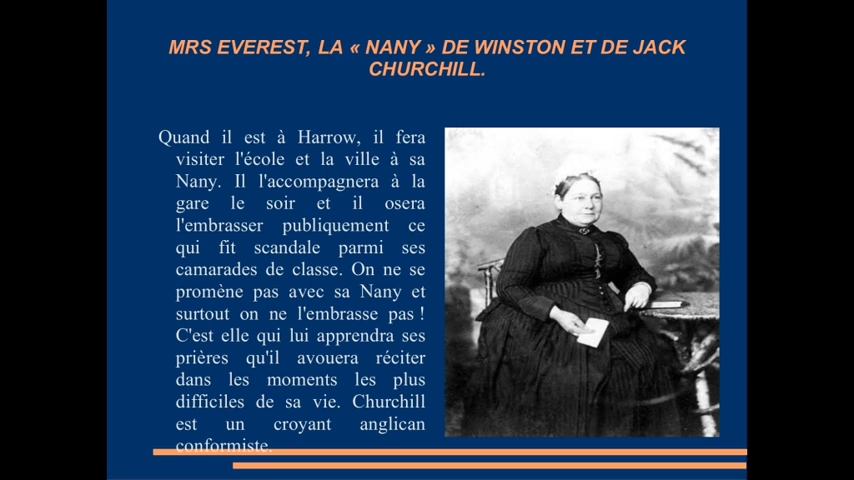 MRS EVEREST, LA « NANY » DE WINSTON ET DE JACK
CHURCHILL.
Quand il est à Harrow, il fera
visiter l'école et la ville à sa
Nany. Il l'accompagnera à la
gare le soir et il osera
l'embrasser publiquement ce
qui fit scandale parmi ses
camarades de classe. On ne se
promène pas avec sa Nany et
surtout on ne l'embrasse pas !
C'est elle qui lui apprendra ses
prières qu'il avouera réciter
dans les moments les plus
difficiles de sa vie. Churchill
est un croyant anglican
conformiste.